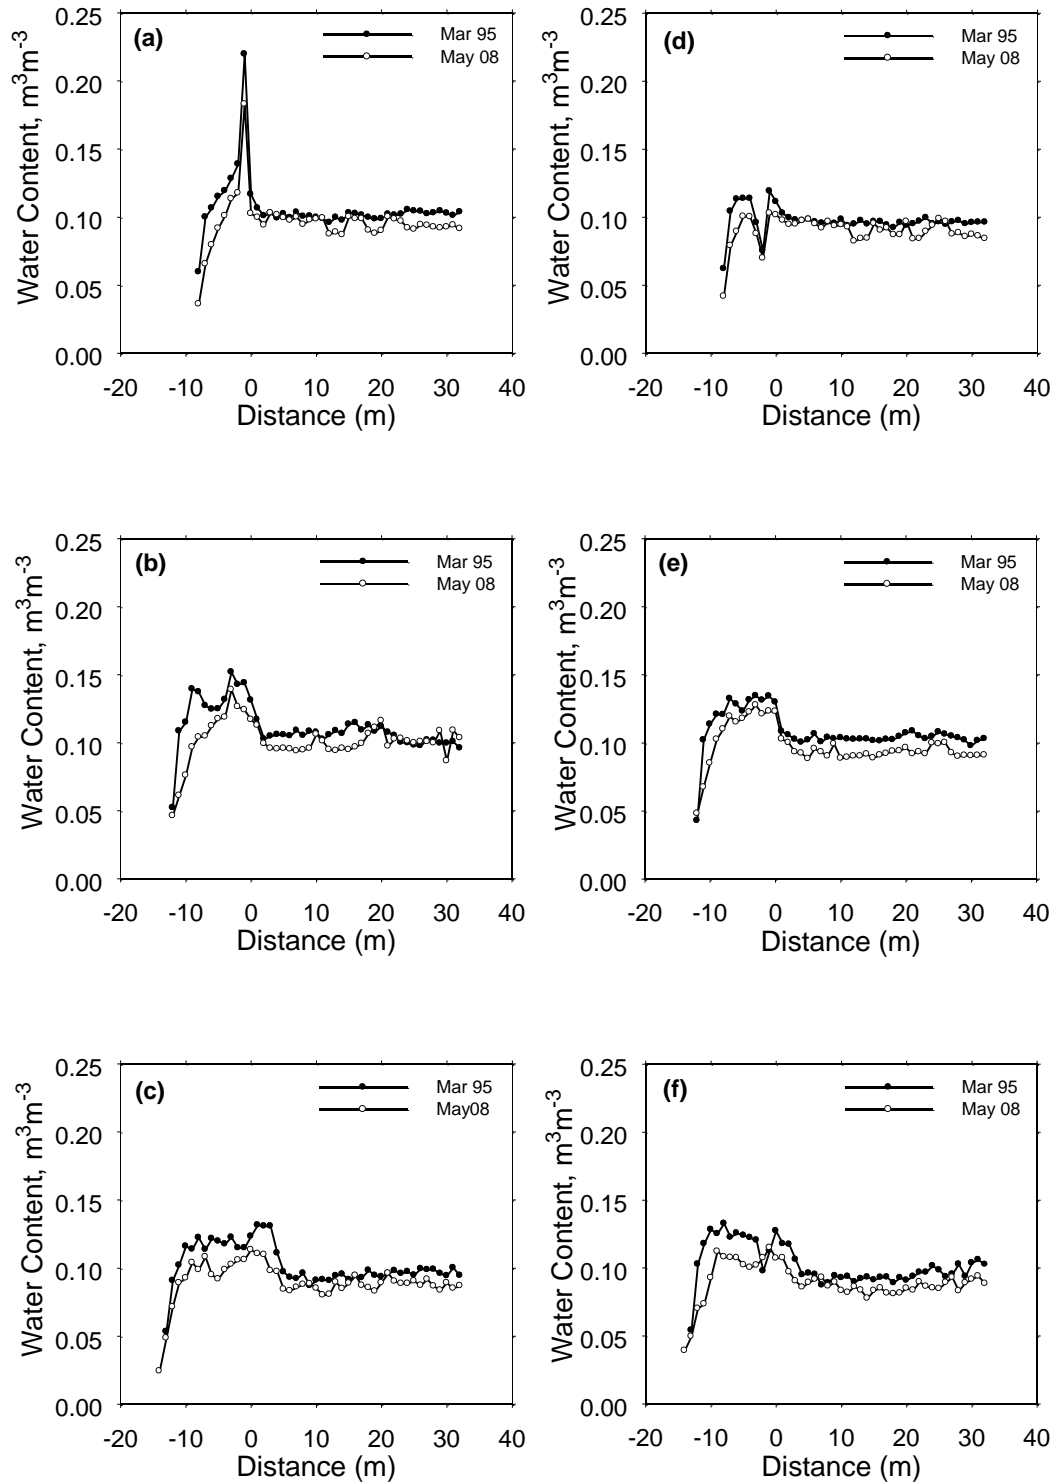 (a)
Mar 95
May 08
Water Content, m³m⁻³
0.25
0.20
0.15
0.10
0.05
0.00
-20 -10 0 10 20 30 40
Distance (m)
(d)
Mar 95
May 08
Water Content, m³m⁻³
0.25
0.20
0.15
0.10
0.05
0.00
-20 -10 0 10 20 30 40
Distance (m)
(b)
Mar 95
May 08
Water Content, m³m⁻³
0.25
0.20
0.15
0.10
0.05
0.00
-20 -10 0 10 20 30 40
Distance (m)
(e)
Mar 95
May 08
Water Content, m³m⁻³
0.25
0.20
0.15
0.10
0.05
0.00
-20 -10 0 10 20 30 40
Distance (m)
(c)
Mar 95
May08
Water Content, m³m⁻³
0.25
0.20
0.15
0.10
0.05
0.00
-20 -10 0 10 20 30 40
Distance (m)
(f)
Mar 95
May 08
Water Content, m³m⁻³
0.25
0.20
0.15
0.10
0.05
0.00
-20 -10 0 10 20 30 40
Distance (m)